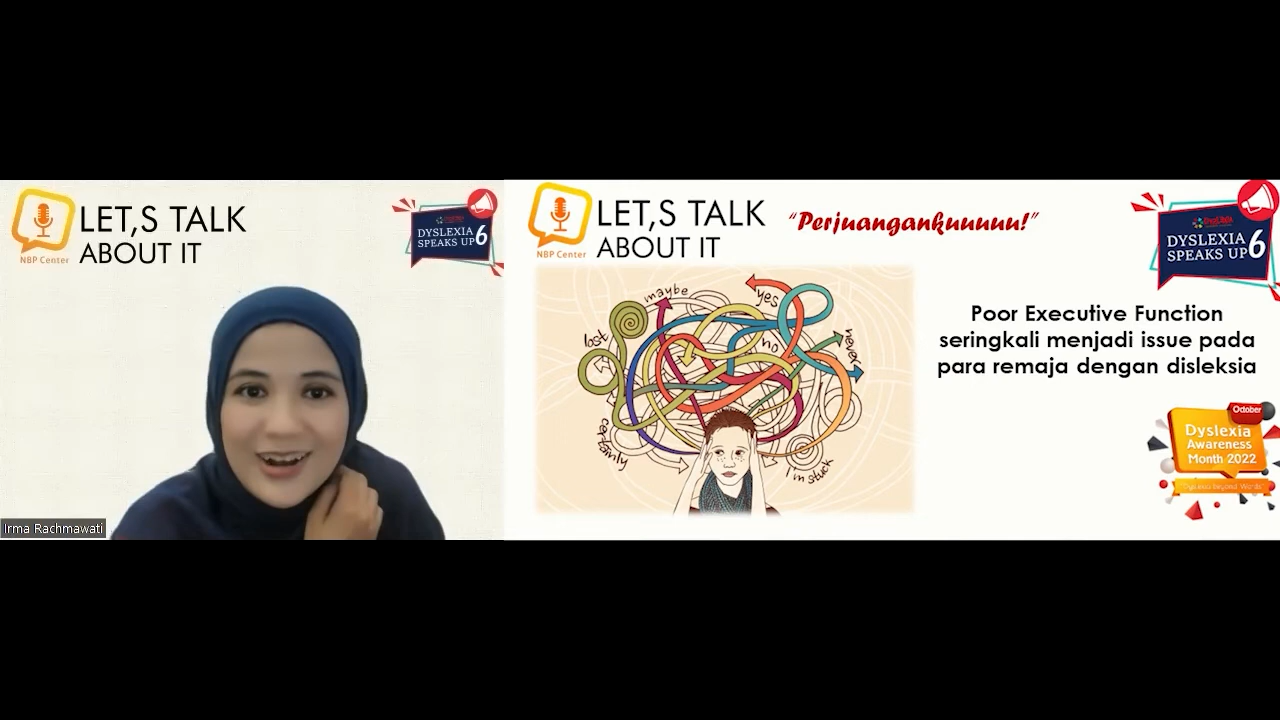 LET,S TALK
ABOUT IT
NBP Center
DYSLEXIA
SPEAKS UP 6
Irma Rachmawati
LET,S TALK
ABOUT IT
NBP Center
"Perjuangankuuuuu!"
DYSLEXIA
SPEAKS UP 6
maybe
yes
lost
no
never
certainly
I'm stuck
Poor Executive Function
seringkali menjadi issue pada
para remaja dengan disleksia
October
Dyslexia
Awareness
Month 2022